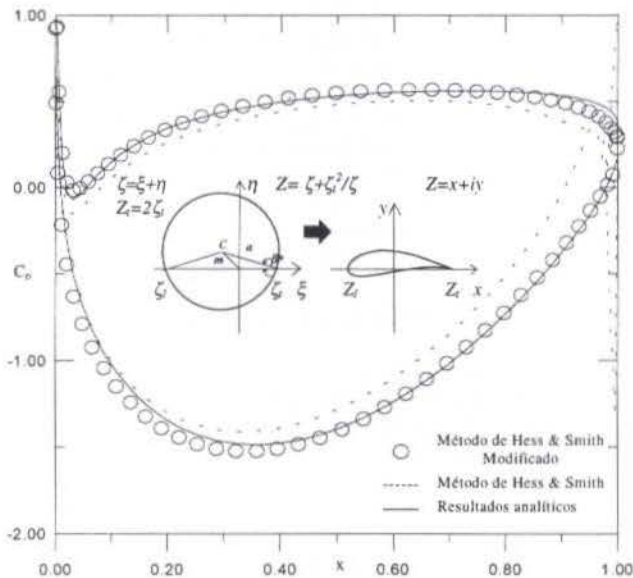 1.00
0.00
C_p
-1.00
-2.00
0.00
0.20
0.40
0.60
0.80
1.00
x
ζ=ξ+η
Z_t=2ζ_t
η
Z= ζ+ζ_t²/ζ
Z=x+iy
C
a
m
ζ_l
ζ_t
ξ
y
Z_l
Z_t
x
Método de Hess & Smith
Modificado
Método de Hess & Smith
Resultados analíticos